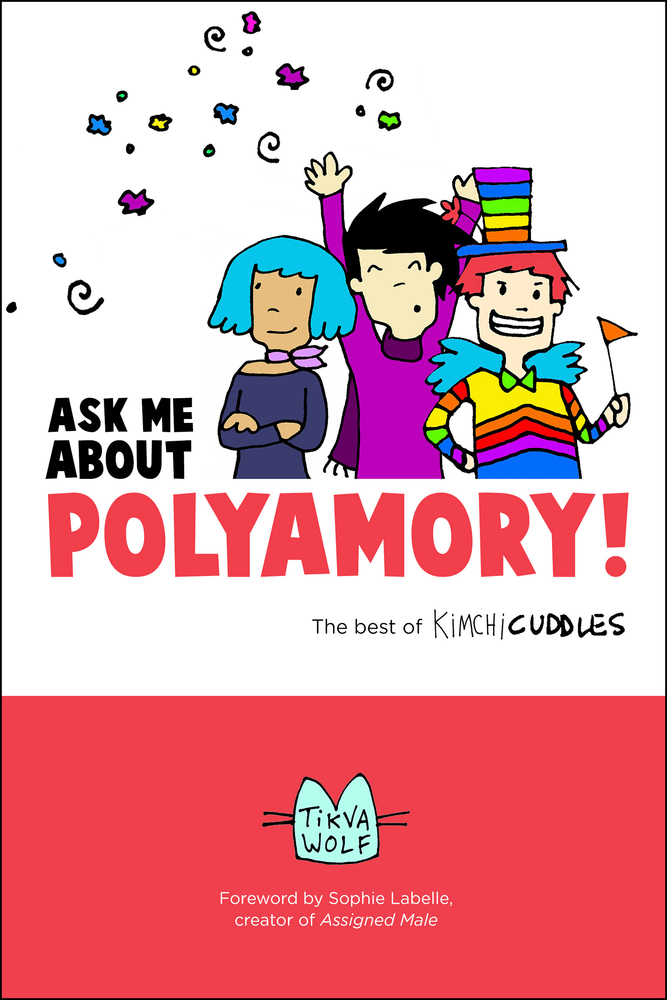 ASK ME
ABOUT
POLYAMORY!
The best of KiMCHiCUDDLES
TiKVA
WOLF
Foreword by Sophie Labelle,
creator of Assigned Male